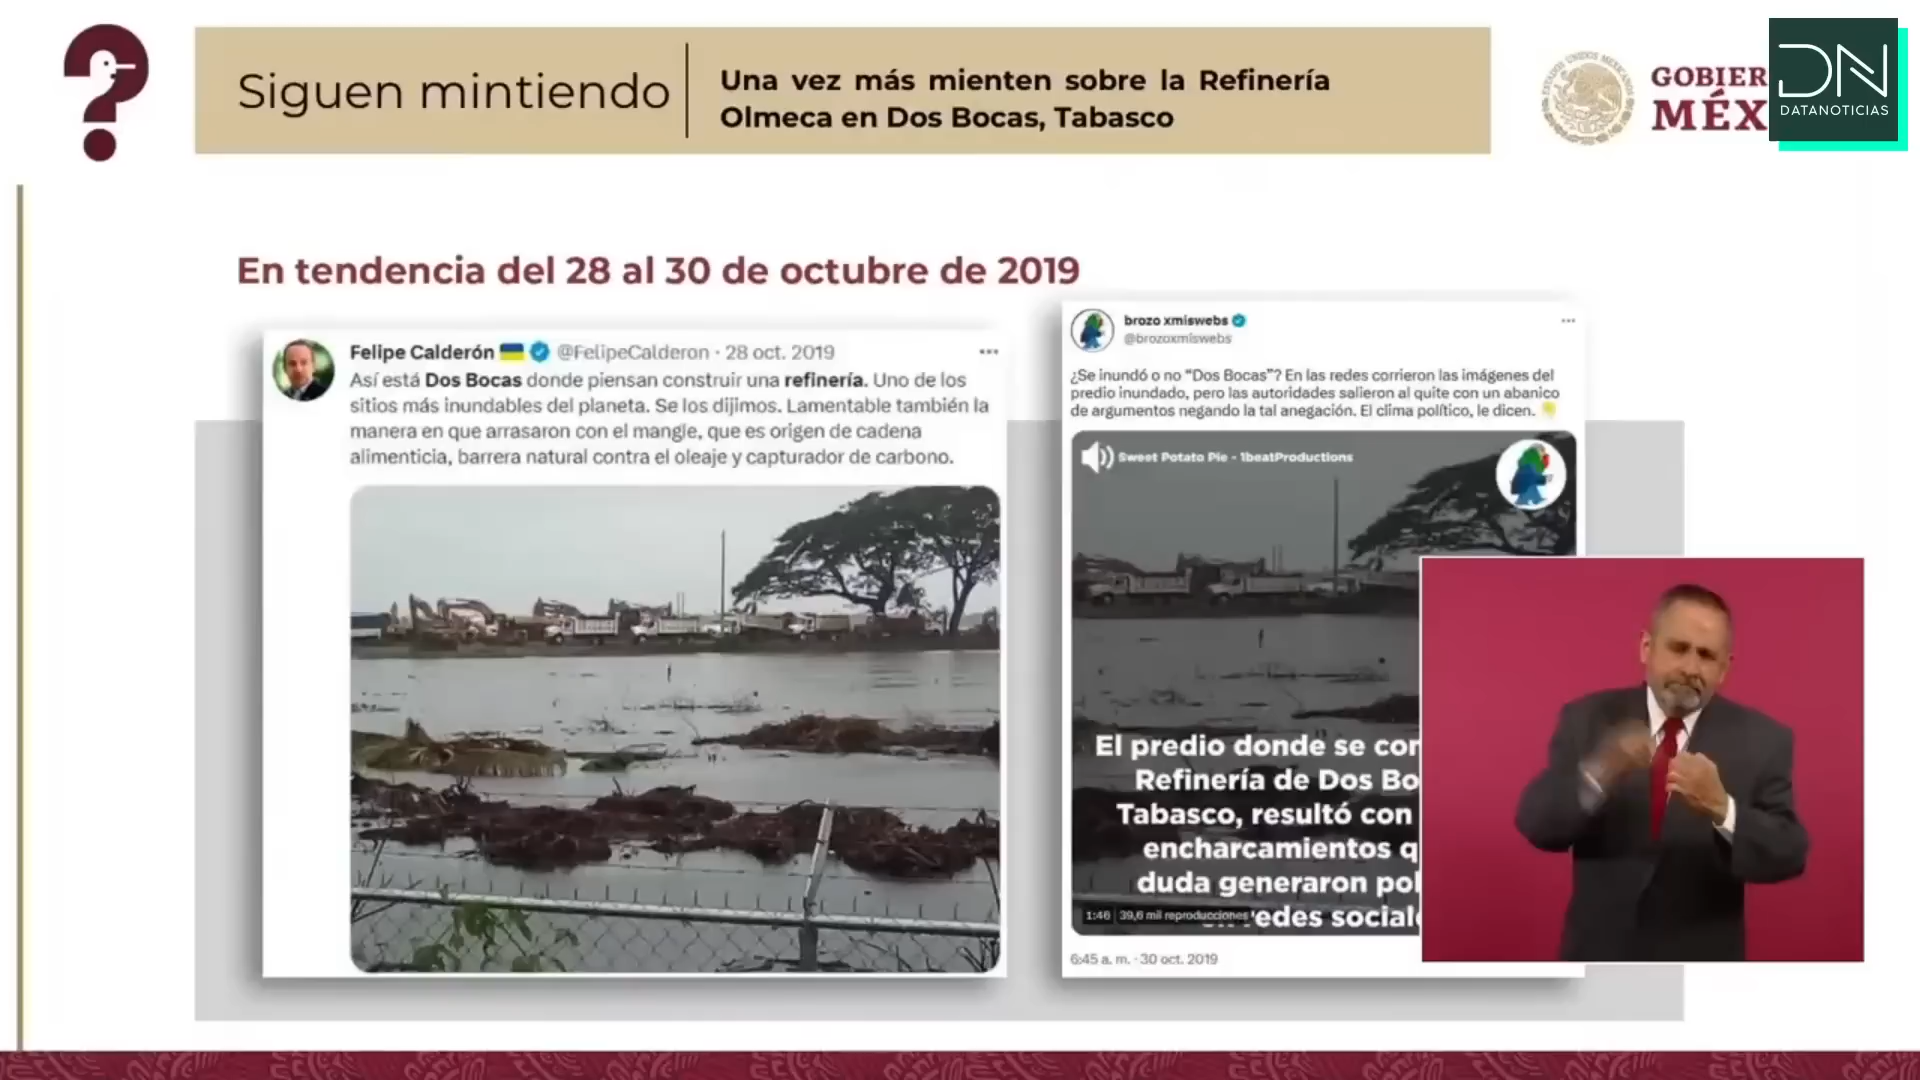 Siguen mintiendo
Una vez más mienten sobre la Refinería
Olmeca en Dos Bocas, Tabasco
ESTADOS UNIDOS MEXICANOS
GOBIER
MÉX
DN
DATANOTICIAS
En tendencia del 28 al 30 de octubre de 2019
Felipe Calderón @FelipeCalderon · 28 oct. 2019
Así está Dos Bocas donde piensan construir una refinería. Uno de los
sitios más inundables del planeta. Se los dijimos. Lamentable también la
manera en que arrasaron con el mangle, que es origen de cadena
alimenticia, barrera natural contra el oleaje y capturador de carbono.
brozo xmiswebs
@brozoxmiswebs
¿Se inundó o no "Dos Bocas"? En las redes corrieron las imágenes del
predio inundado, pero las autoridades salieron al quite con un abanico
de argumentos negando la tal anegación. El clima político, le dicen.
Sweet Potato Pie - 1beatProductions
El predio donde se con
Refinería de Dos Bo
Tabasco, resultó con
encharcamientos q
duda generaron pol
redes sociale
1:46 39,6 mil reproducciones
6:45 a. m. · 30 oct. 2019